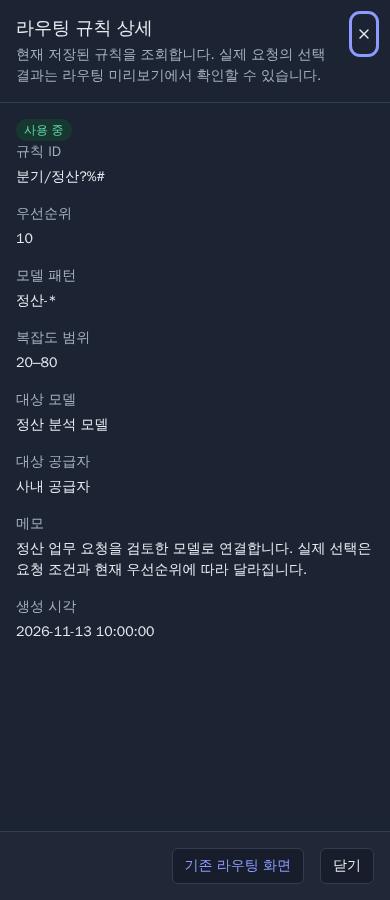 라우팅 규칙 상세
현재 저장된 규칙을 조회합니다. 실제 요청의 선택
결과는 라우팅 미리보기에서 확인할 수 있습니다.
×
사용 중
규칙 ID
분기/정산?%#
우선순위
10
모델 패턴
정산-*
복잡도 범위
20–80
대상 모델
정산 분석 모델
대상 공급자
사내 공급자
메모
정산 업무 요청을 검토한 모델로 연결합니다. 실제 선택은
요청 조건과 현재 우선순위에 따라 달라집니다.
생성 시각
2026-11-13 10:00:00
기존 라우팅 화면
닫기